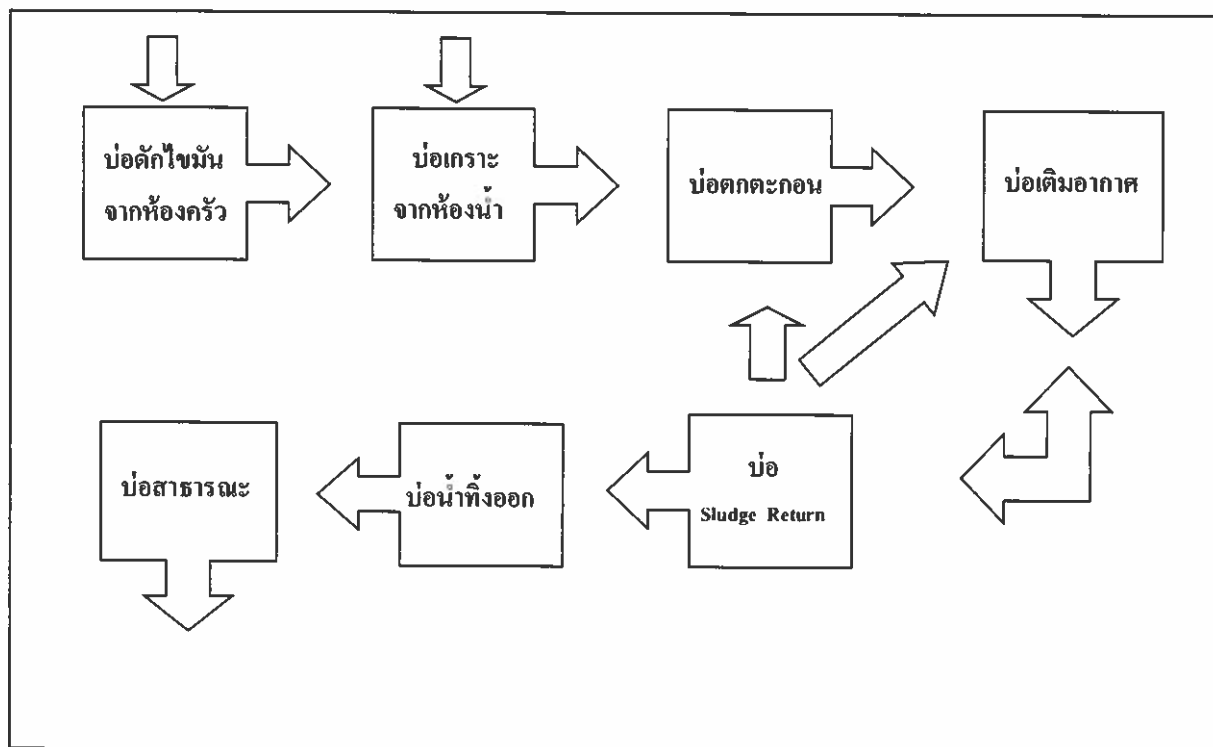 บ่อดักไขมัน
จากห้องครัว
บ่อเกราะ
จากห้องน้ำ
บ่อตกตะกอน
บ่อเติมอากาศ
บ่อสาธารณะ
บ่อน้ำทิ้งออก
บ่อ
Sludge Return